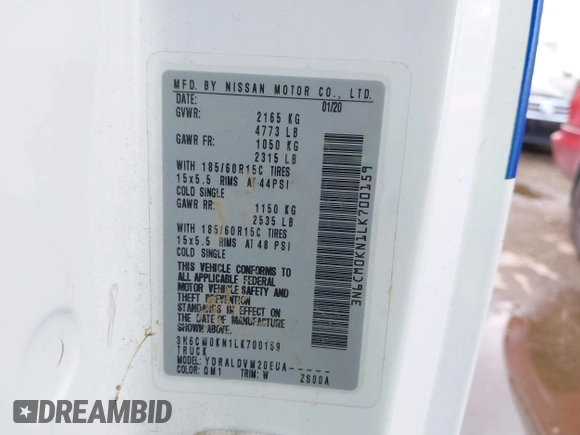 MFD. BY NISSAN MOTOR CO., LTD.
DATE: 01/20
GVWR: 2165 KG
4773 LB
GAWR FR: 1050 KG
2315 LB
WITH 185/60R15C TIRES
15x5.5 RIMS AT 44PSI
COLD SINGLE
GAWR RR: 1150 KG
2535 LB
WITH 185/60R15C TIRES
15x5.5 RIMS AT 48 PSI
COLD SINGLE
THIS VEHICLE CONFORMS TO
ALL APPLICABLE FEDERAL
MOTOR VEHICLE SAFETY AND
THEFT PREVENTION
STANDARDS IN EFFECT ON
THE DATE OF MANUFACTURE
SHOWN ABOVE.
3N6CM0KN1LK700159
TRUCK
MODEL: YDRALDVM20EUA-----
COLOR: QM1 TRIM: W ZS00A
3N6CM0KN1LK700159
DREAMBID